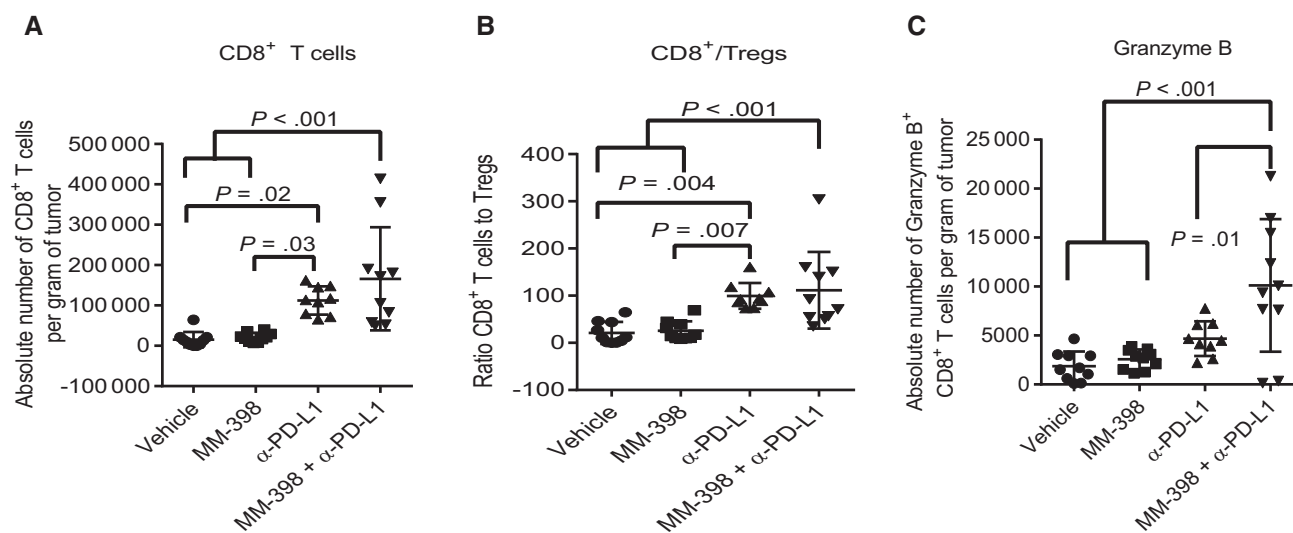 A
CD8⁺ T cells
P < .001
P = .02
P = .03
Absolute number of CD8⁺ T cells
per gram of tumor
500 000
400 000
300 000
200 000
100 000
0
-100 000
Vehicle
MM-398
α-PD-L1
MM-398 + α-PD-L1
B
CD8⁺/Tregs
P < .001
P = .004
P = .007
Ratio CD8⁺ T cells to Tregs
400
300
200
100
0
-100
Vehicle
MM-398
α-PD-L1
MM-398 + α-PD-L1
C
Granzyme B
P < .001
P = .01
Absolute number of Granzyme B⁺
CD8⁺ T cells per gram of tumor
25 000
20 000
15 000
10 000
5000
0
Vehicle
MM-398
α-PD-L1
MM-398 + α-PD-L1